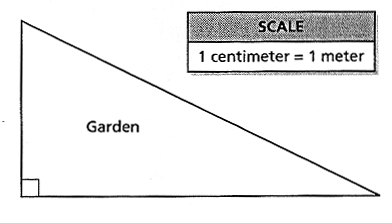 SCALE
1 centimeter = 1 meter
Garden